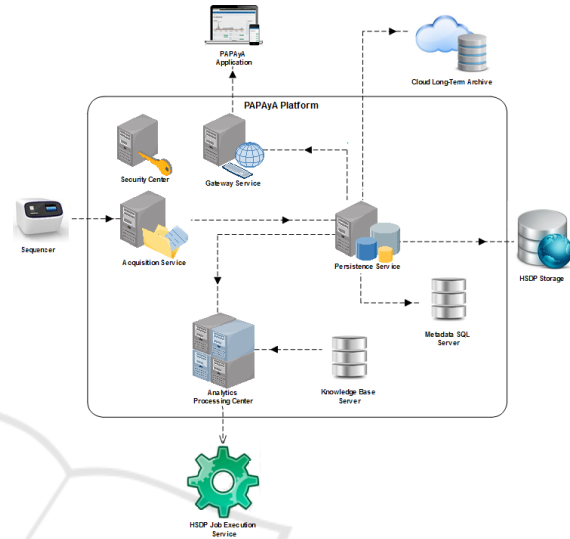 PAPAyA
Application
Cloud Long-Term Archive
PAPAyA Platform
Security Center
Gateway Service
Sequencer
Acquisition Service
Persistence Service
HSDP Storage
Metadata SQL
Server
Analytics
Processing Center
Knowledge Base
Server
HSDP Job Execution
Service